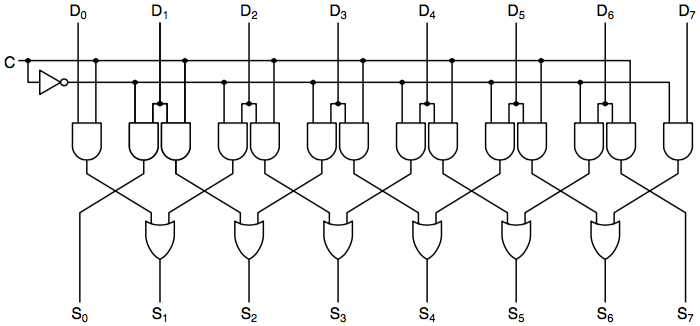 D₀ D₁ D₂ D₃ D₄ D₅ D₆ D₇
C
S₀ S₁ S₂ S₃ S₄ S₅ S₆ S₇